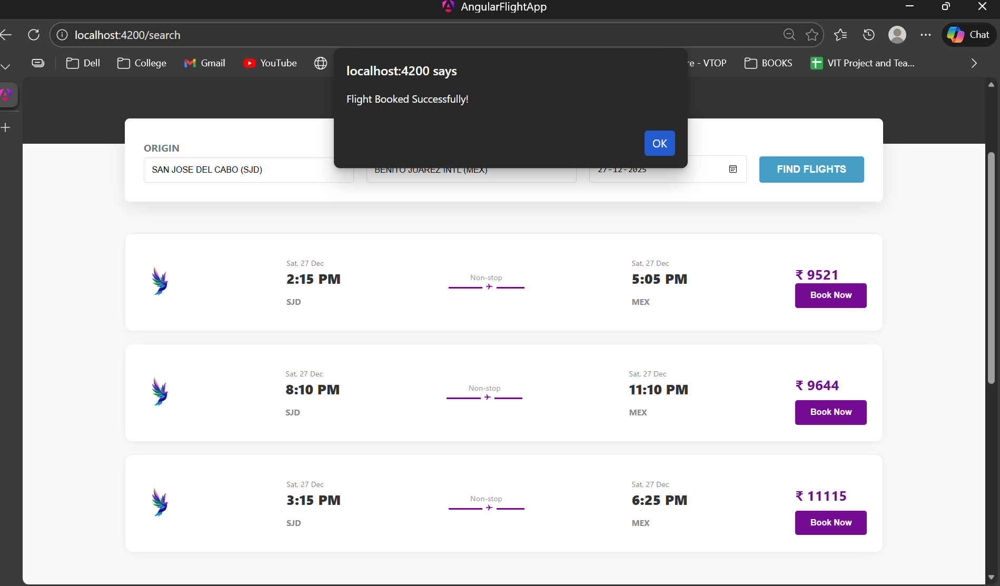 AngularFlightApp
localhost:4200/search
Chat
Dell
College
Gmail
YouTube
re - VTOP
BOOKS
VIT Project and Tea...
localhost:4200 says
Flight Booked Successfully!
OK
ORIGIN
SAN JOSE DEL CABO (SJD)
BENITO JUAREZ INTL (MEX)
27-12-2025
FIND FLIGHTS
Sat, 27 Dec
2:15 PM
SJD
Non-stop
Sat, 27 Dec
5:05 PM
MEX
₹ 9521
Book Now
Sat, 27 Dec
8:10 PM
SJD
Non-stop
Sat, 27 Dec
11:10 PM
MEX
₹ 9644
Book Now
Sat, 27 Dec
3:15 PM
SJD
Non-stop
Sat, 27 Dec
6:25 PM
MEX
₹ 11115
Book Now